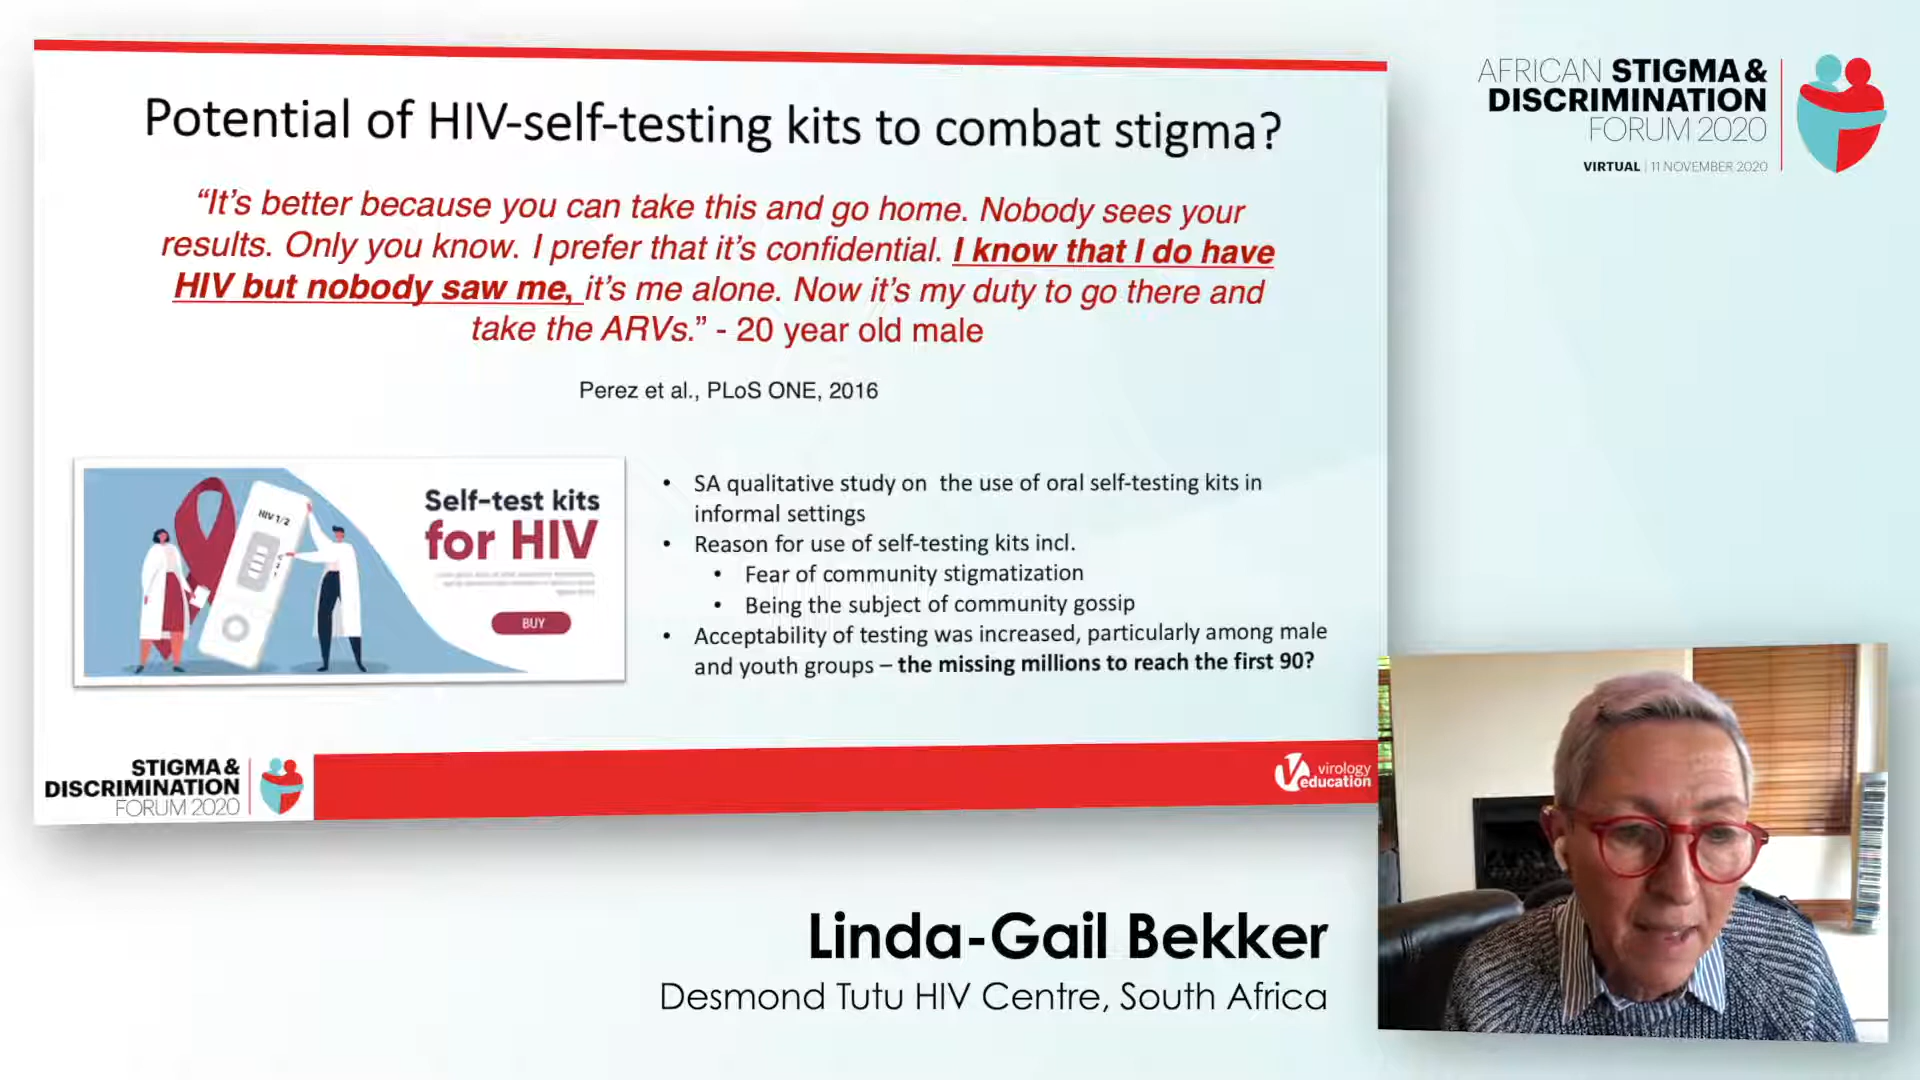 Potential of HIV-self-testing kits to combat stigma?
“It’s better because you can take this and go home. Nobody sees your
results. Only you know. I prefer that it’s confidential. I know that I do have
HIV but nobody saw me, it’s me alone. Now it’s my duty to go there and
take the ARVs.” - 20 year old male
Perez et al., PLoS ONE, 2016
HIV 1/2
Self-test kits
for HIV
BUY
• SA qualitative study on the use of oral self-testing kits in
informal settings
• Reason for use of self-testing kits incl.
• Fear of community stigmatization
• Being the subject of community gossip
• Acceptability of testing was increased, particularly among male
and youth groups – the missing millions to reach the first 90?
STIGMA &
DISCRIMINATION
FORUM 2020
virology
education
AFRICAN STIGMA &
DISCRIMINATION
FORUM 2020
VIRTUAL | 11 NOVEMBER 2020
Linda-Gail Bekker
Desmond Tutu HIV Centre, South Africa